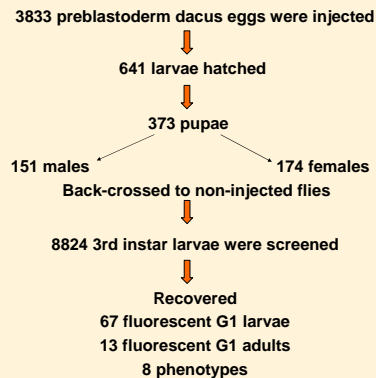 3833 preblastoderm dacus eggs were injected
641 larvae hatched
373 pupae
151 males 174 females
Back-crossed to non-injected flies
8824 3rd instar larvae were screened
Recovered
67 fluorescent G1 larvae
13 fluorescent G1 adults
8 phenotypes